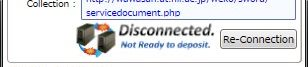 Collection :
servicedocument.php
Disconnected.
Not Ready to deposit.
Re-Connection